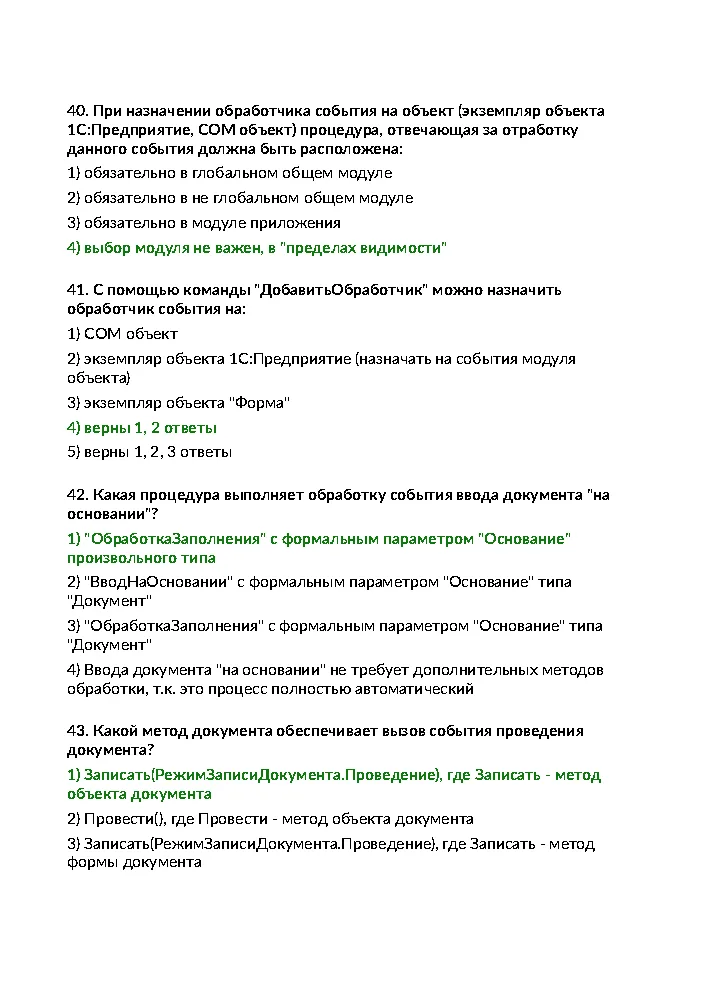 40. При назначении обработчика события на объект (экземпляр объекта
1С:Предприятие, COM объект) процедура, отвечающая за отработку
данного события должна быть расположена:
1) обязательно в глобальном общем модуле
2) обязательно в не глобальном общем модуле
3) обязательно в модуле приложения
4) выбор модуля не важен, в "пределах видимости"
41. С помощью команды "ДобавитьОбработчик" можно назначить
обработчик события на:
1) COM объект
2) экземпляр объекта 1С:Предприятие (назначать на события модуля
объекта)
3) экземпляр объекта "Форма"
4) верны 1, 2 ответы
5) верны 1, 2, 3 ответы
42. Какая процедура выполняет обработку события ввода документа "на
основании"?
1) "ОбработкаЗаполнения" с формальным параметром "Основание"
произвольного типа
2) "ВводНаОсновании" с формальным параметром "Основание" типа
"Документ"
3) "ОбработкаЗаполнения" с формальным параметром "Основание" типа
"Документ"
4) Ввода документа "на основании" не требует дополнительных методов
обработки, т.к. это процесс полностью автоматический
43. Какой метод документа обеспечивает вызов события проведения
документа?
1) Записать(РежимЗаписиДокумента.Проведение), где Записать - метод
объекта документа
2) Провести(), где Провести - метод объекта документа
3) Записать(РежимЗаписиДокумента.Проведение), где Записать - метод
формы документа